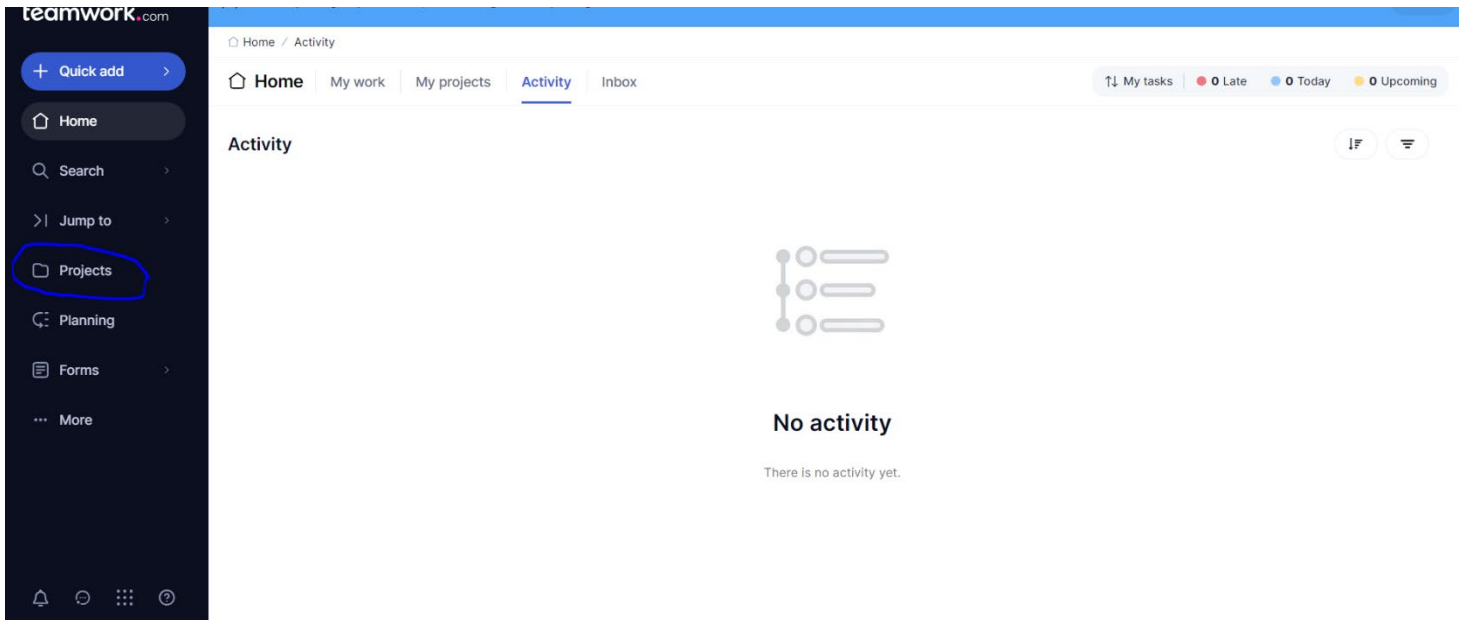 teamwork.com
Home / Activity
Quick add
Home
My work
My projects
Activity
Inbox
My tasks
0 Late
0 Today
0 Upcoming
Home
Activity
Search
Jump to
Projects
Planning
Forms
More
No activity
There is no activity yet.